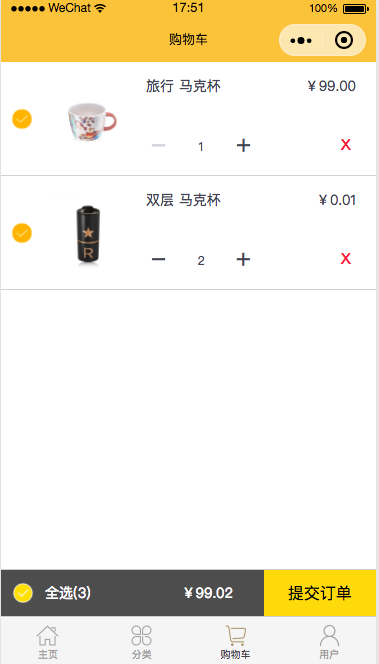 ●●●●● WeChat 17:51 100%
购物车
旅行 马克杯 ¥99.00
− 1 + X
双层 马克杯 ¥0.01
− 2 + X
R
全选(3) ¥99.02 提交订单
主页 分类 购物车 用户